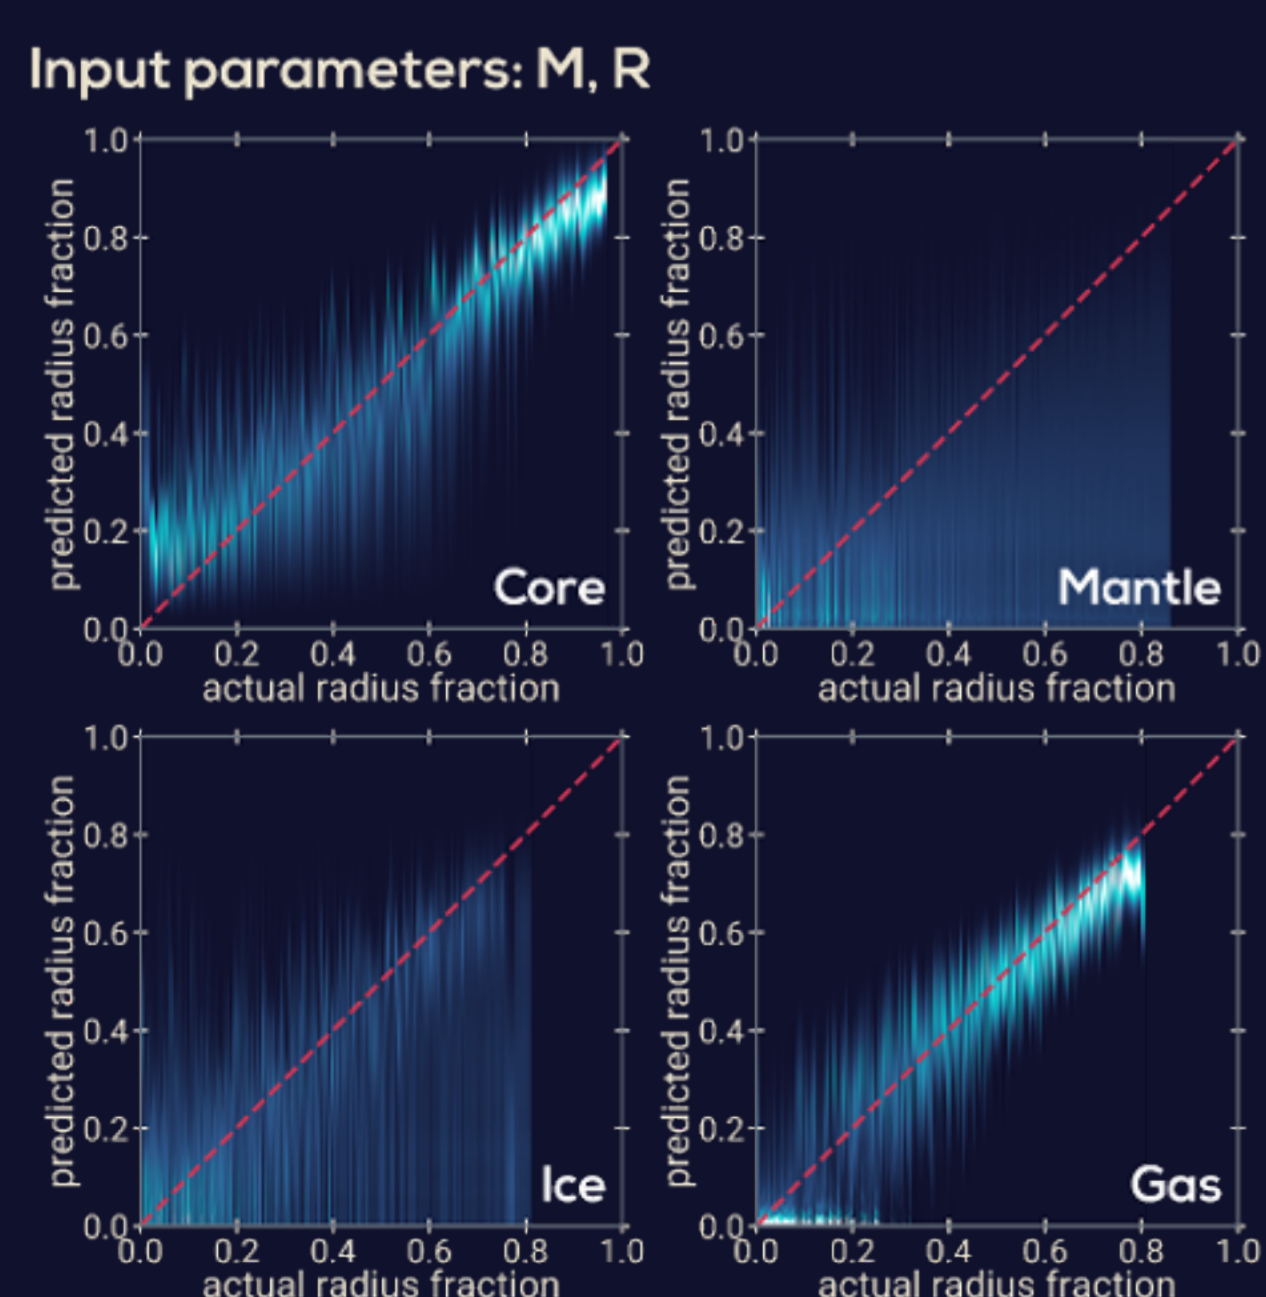 Input parameters: M, R
1.0
0.8
0.6
0.4
0.2
0.0
predicted radius fraction
Core
0.0 0.2 0.4 0.6 0.8 1.0
actual radius fraction
1.0
0.8
0.6
0.4
0.2
0.0
predicted radius fraction
Mantle
0.0 0.2 0.4 0.6 0.8 1.0
actual radius fraction
1.0
0.8
0.6
0.4
0.2
0.0
predicted radius fraction
Ice
0.0 0.2 0.4 0.6 0.8 1.0
actual radius fraction
1.0
0.8
0.6
0.4
0.2
0.0
predicted radius fraction
Gas
0.0 0.2 0.4 0.6 0.8 1.0
actual radius fraction